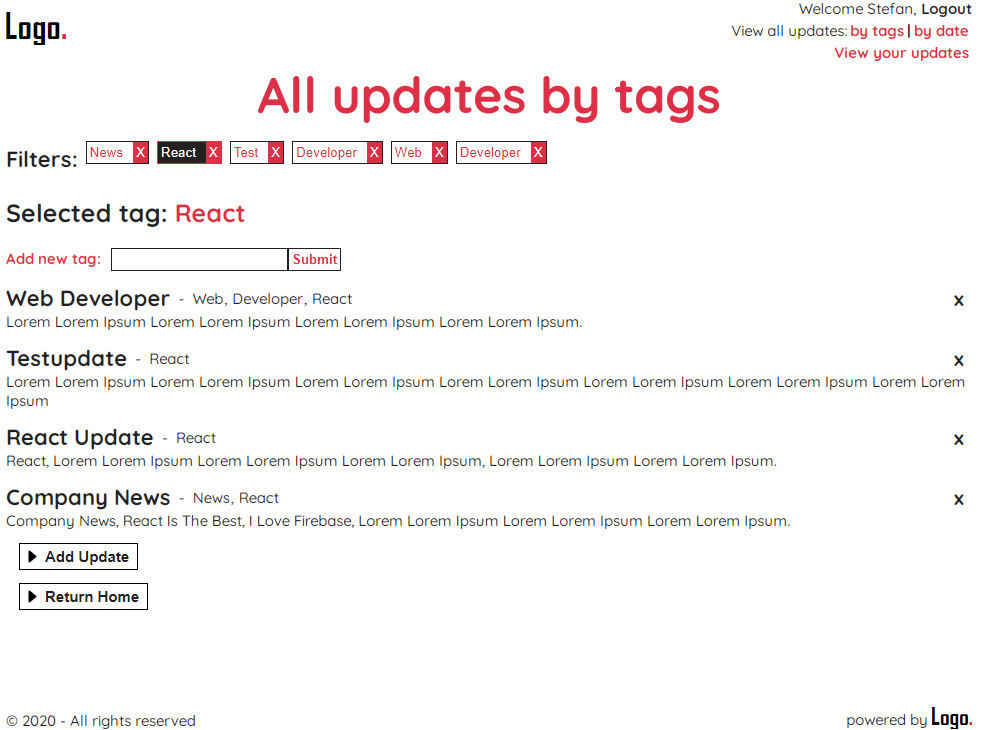 Logo.
Welcome Stefan, Logout
View all updates: by tags | by date
View your updates
All updates by tags
Filters: News X React X Test X Developer X Web X Developer X
Selected tag: React
Add new tag: Submit
Web Developer - Web, Developer, React x
Lorem Lorem Ipsum Lorem Lorem Ipsum Lorem Lorem Ipsum Lorem Lorem Ipsum.
Testupdate - React x
Lorem Lorem Ipsum Lorem Lorem Ipsum Lorem Lorem Ipsum Lorem Lorem Ipsum Lorem Lorem Ipsum Lorem Lorem Ipsum Lorem Lorem
Ipsum
React Update - React x
React, Lorem Lorem Ipsum Lorem Lorem Ipsum Lorem Lorem Ipsum, Lorem Lorem Ipsum Lorem Lorem Ipsum.
Company News - News, React x
Company News, React Is The Best, I Love Firebase, Lorem Lorem Ipsum Lorem Lorem Ipsum Lorem Lorem Ipsum.
Add Update
Return Home
© 2020 - All rights reserved
powered by Logo.